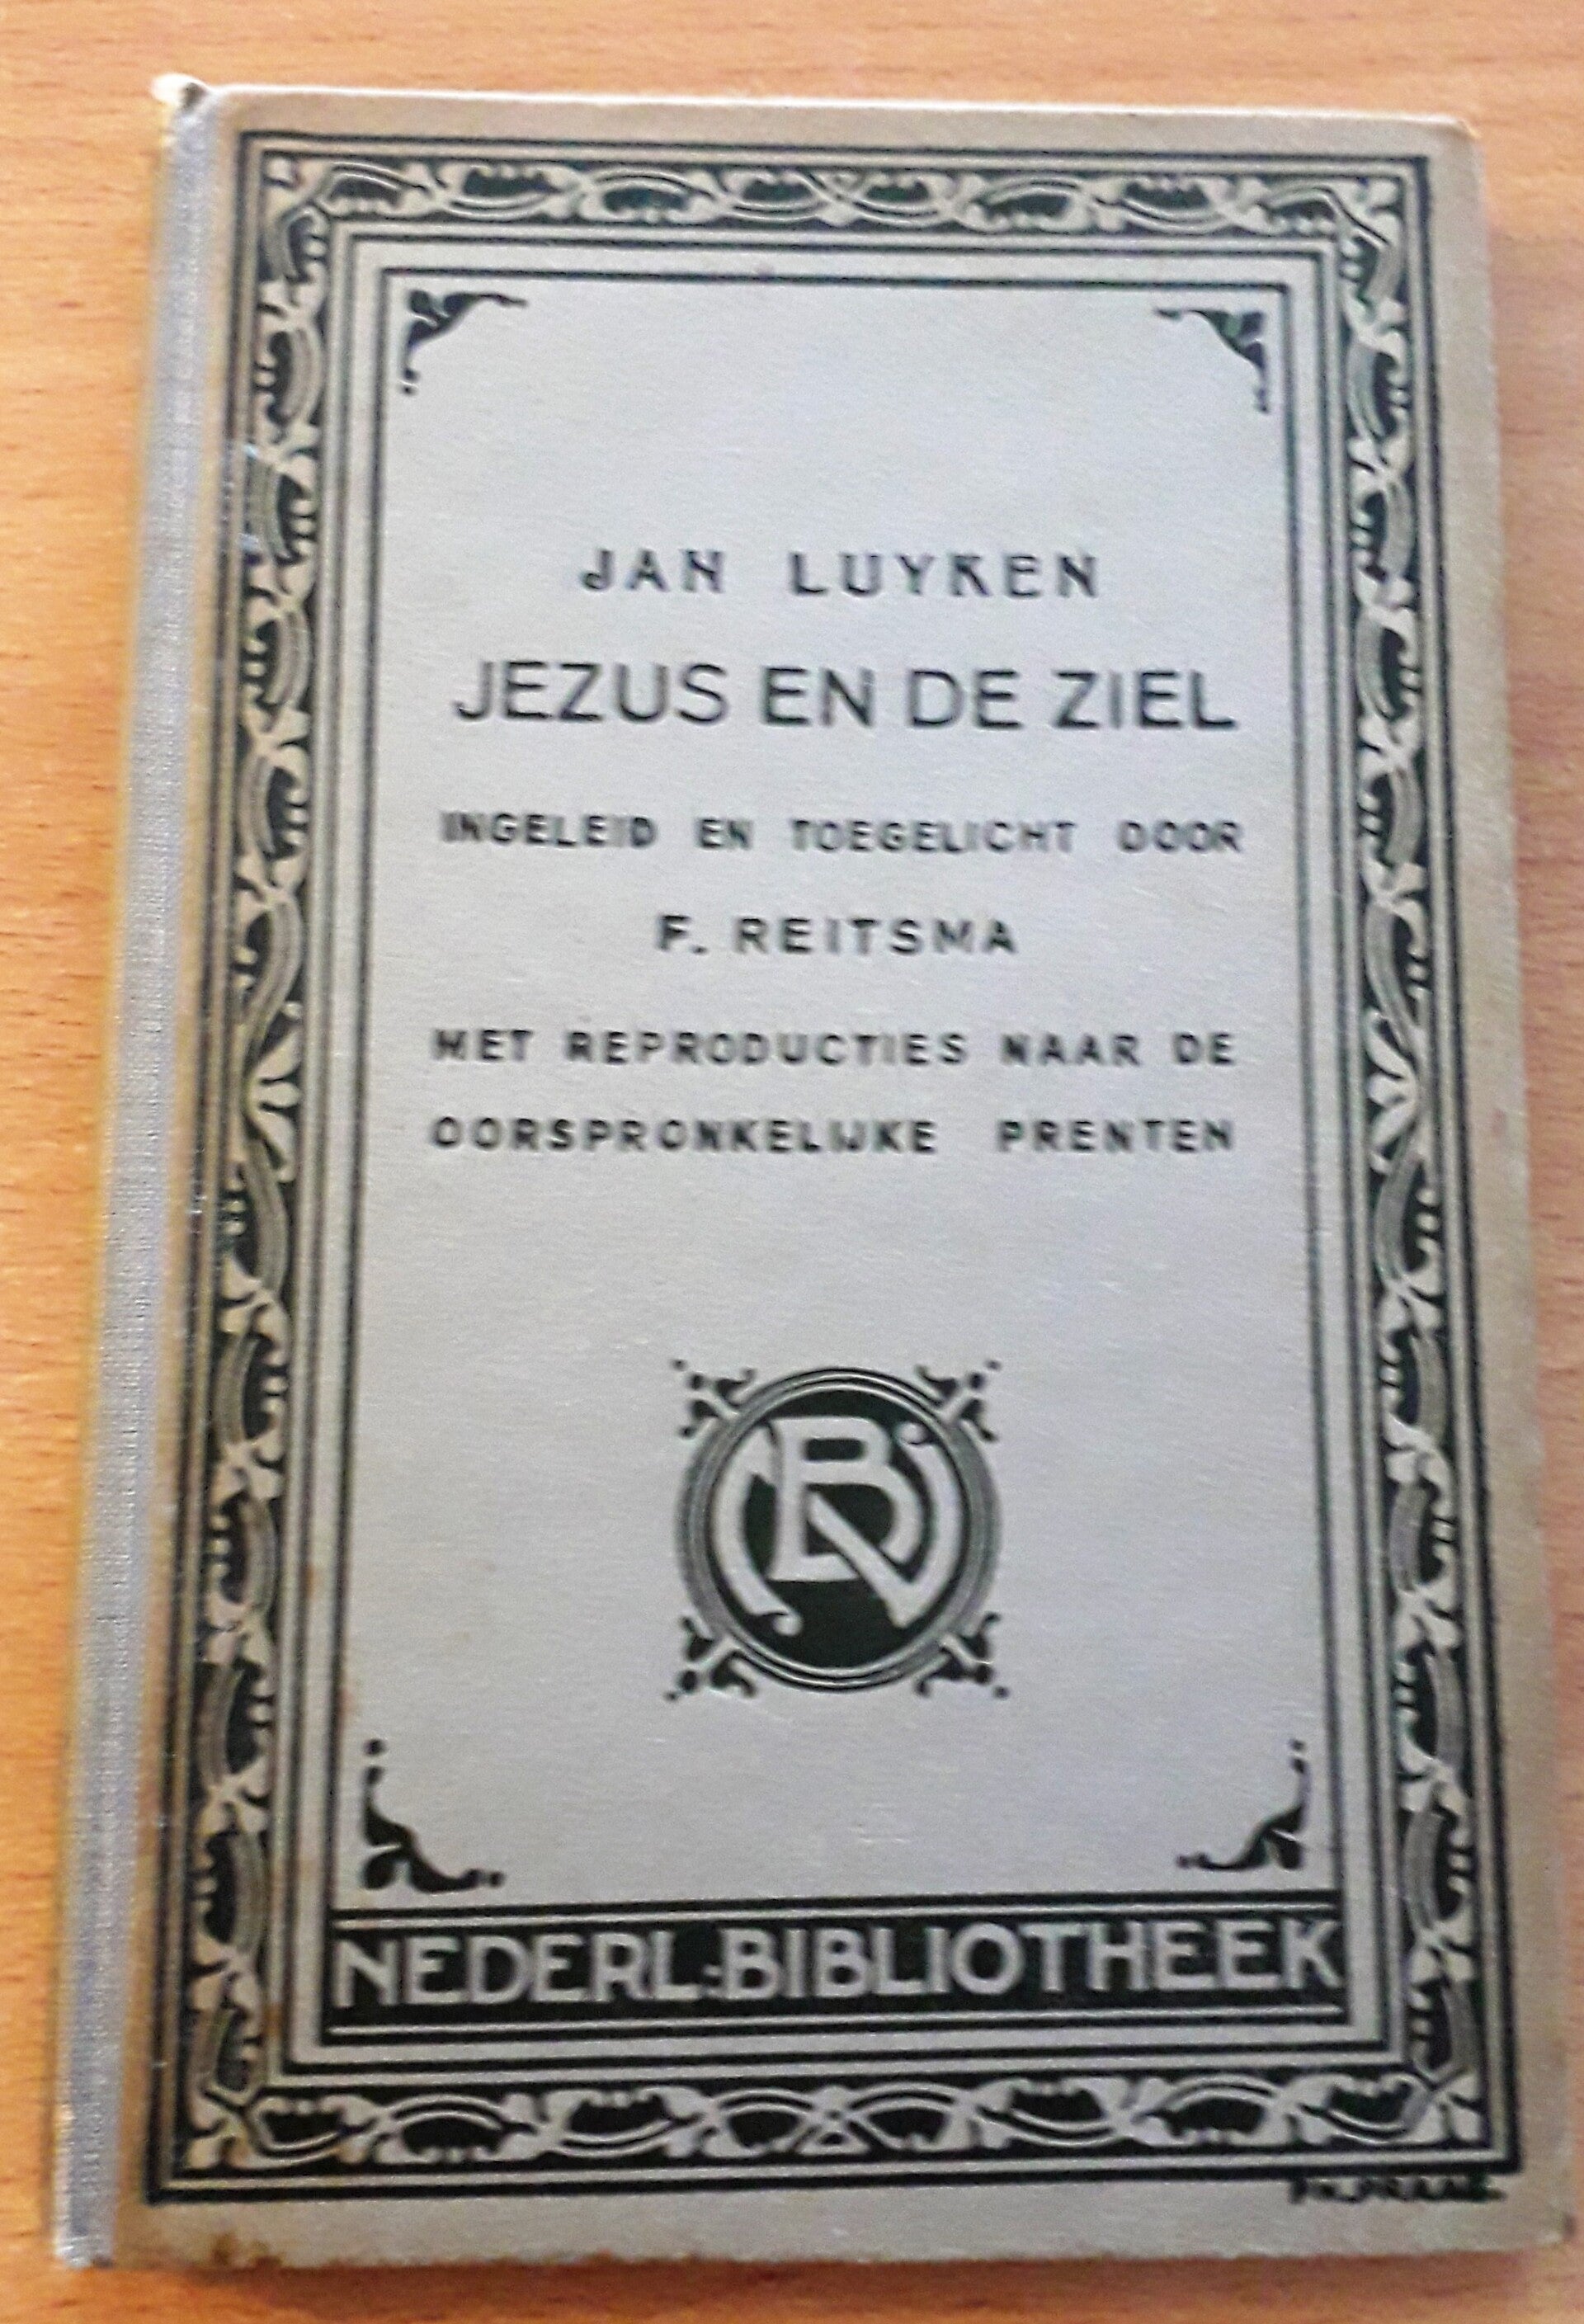 JAN LUYKEN
JEZUS EN DE ZIEL
INGELEID EN TOEGELICHT DOOR
F. REITSMA
MET REPRODUCTIES NAAR DE
OORSPRONKELIJKE PRENTEN
NB
NEDERL. BIBLIOTHEEK